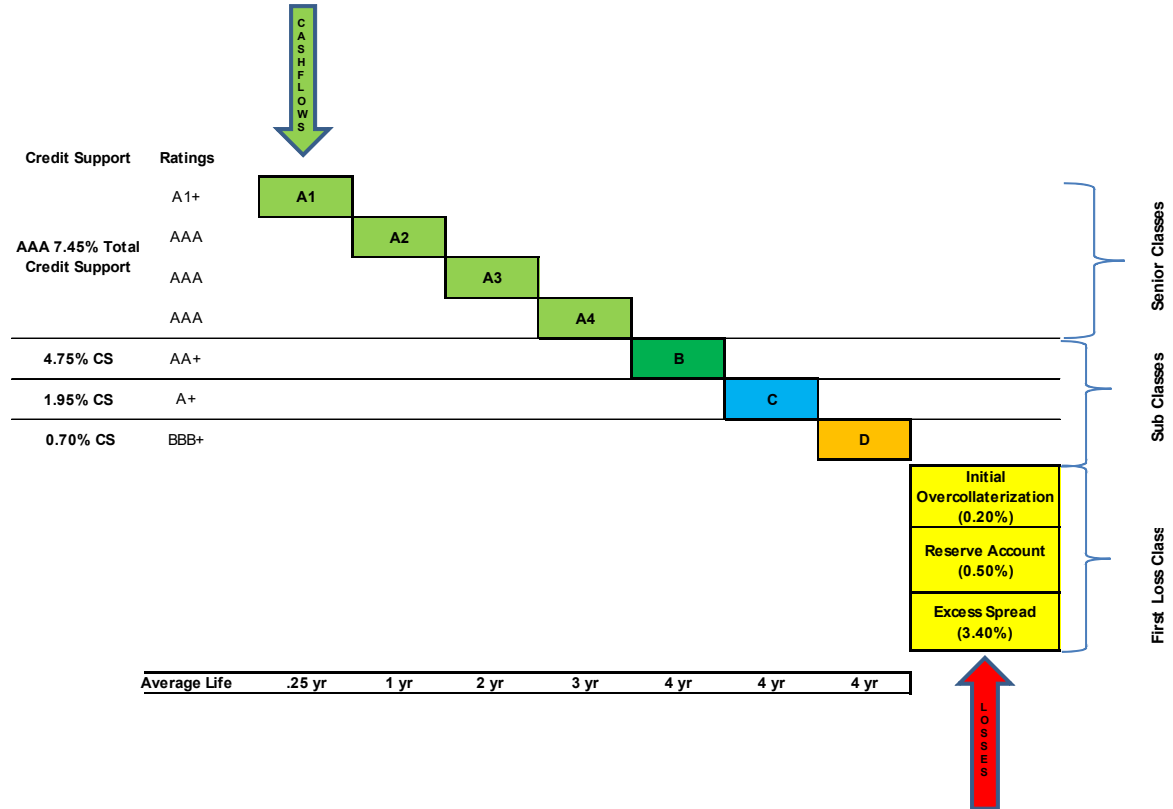 CASHFLOWS
Credit Support
Ratings
A1+
A1
AAA 7.45% Total
Credit Support
AAA
A2
AAA
A3
AAA
A4
Senior Classes
4.75% CS
AA+
B
1.95% CS
A+
C
0.70% CS
BBB+
D
Sub Classes
Initial
Overcollaterization
(0.20%)
Reserve Account
(0.50%)
Excess Spread
(3.40%)
First Loss Class
Average Life
.25 yr
1 yr
2 yr
3 yr
4 yr
4 yr
4 yr
LOSSES